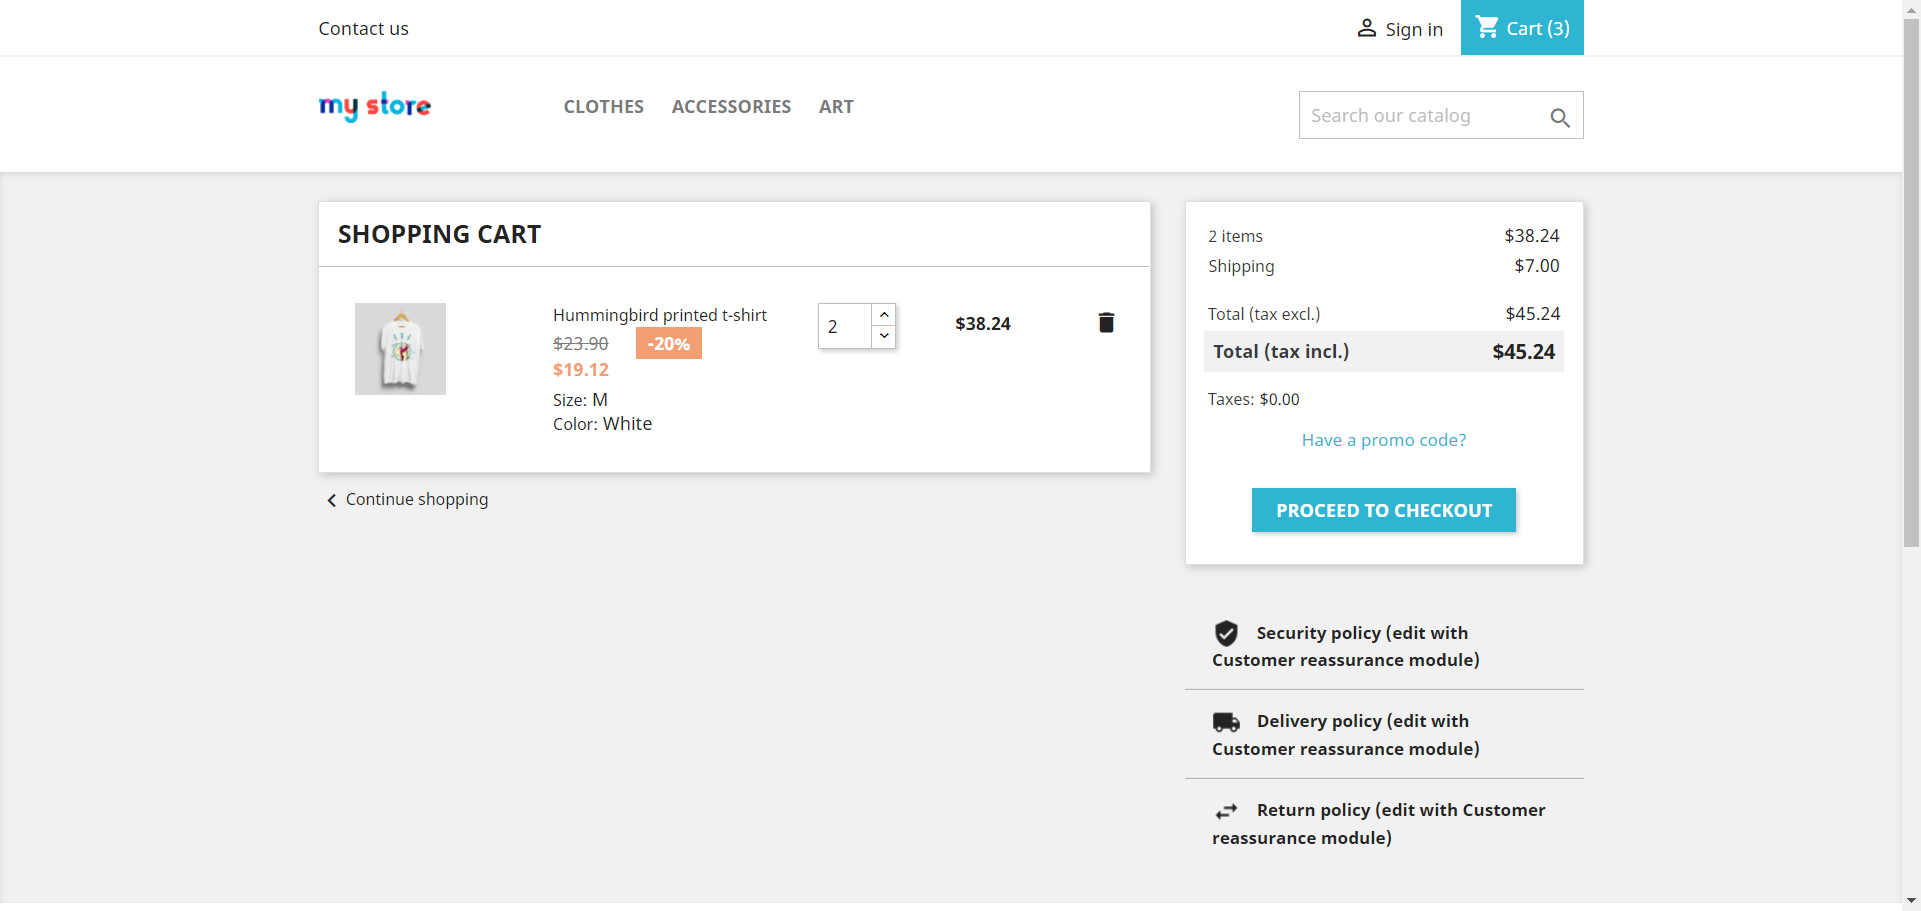 Contact us
Sign in
Cart (3)
my store
CLOTHES
ACCESSORIES
ART
Search our catalog
SHOPPING CART
Hummingbird printed t-shirt
$23.90
-20%
$19.12
Size: M
Color: White
2
$38.24
Continue shopping
2 items
$38.24
Shipping
$7.00
Total (tax excl.)
$45.24
Total (tax incl.)
$45.24
Taxes: $0.00
Have a promo code?
PROCEED TO CHECKOUT
Security policy (edit with
Customer reassurance module)
Delivery policy (edit with
Customer reassurance module)
Return policy (edit with Customer
reassurance module)